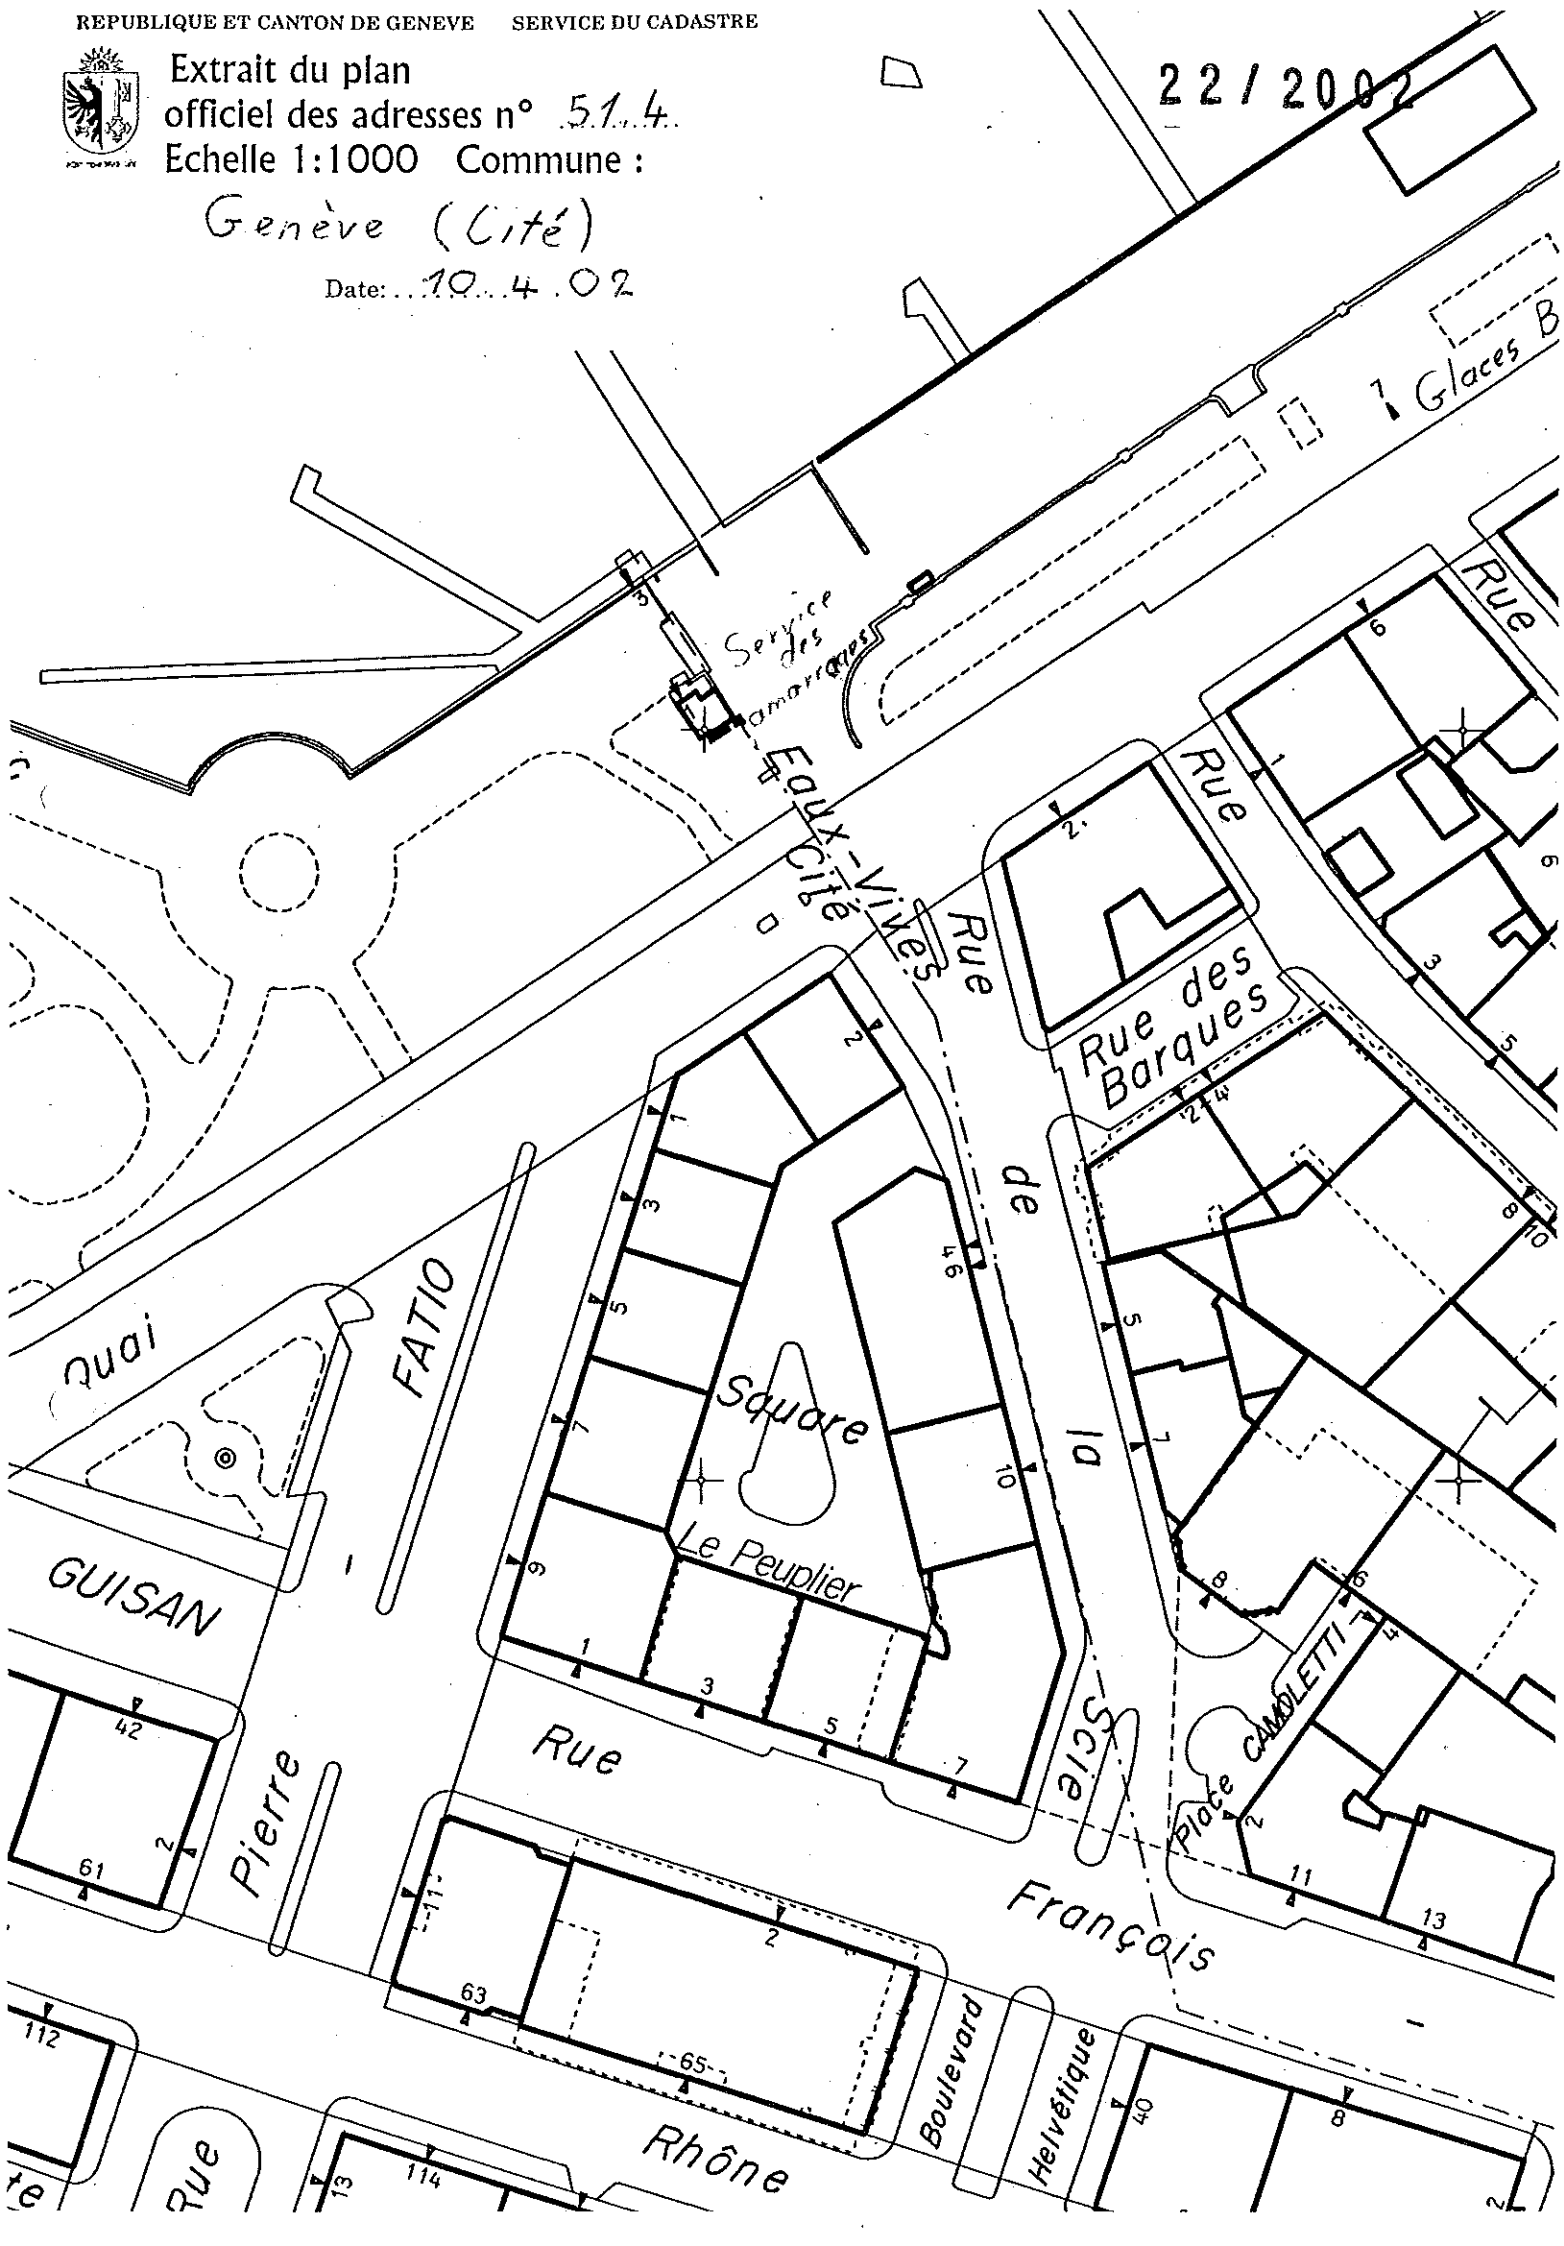 REPUBLIQUE ET CANTON DE GENEVE SERVICE DU CADASTRE
Extrait du plan
officiel des adresses n° 51.4
Echelle 1:1000 Commune :
Genève (Cité)
Date: 10.4.02
22/2002
Glaces B
7
3
Service
des
amarrages
Rue
6
Rue
1
2
Eaux-Vives
Cité
Rue
3
5
6
Rue des
Barques
2
2-4
1
3
de
4
6
8
10
FATIO
5
5
Quai
Square
la
7
7
10
GUISAN
Le Peuplier
9
8
6
4
1
3
5
7
Place CAMOLETTI
2
11
13
42
2
61
Pierre
Rue
Scie
11
2
63
65
François
112
Boulevard
Helvétique
40
8
2
Rhône
13
114
Rue
te